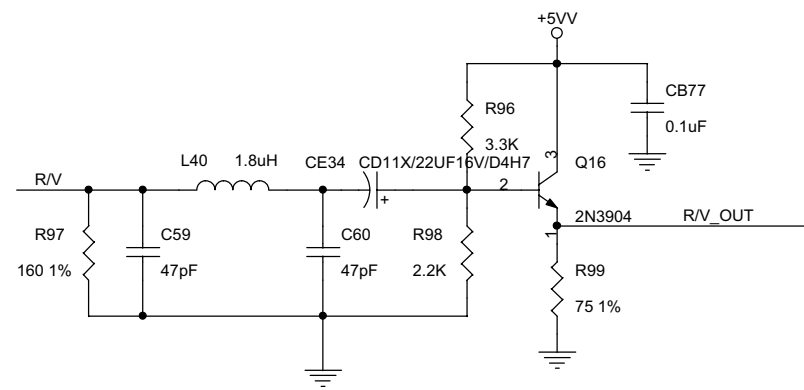 +5VV
R96
3.3K
CB77
0.1uF
L40 1.8uH
CE34 CD11X/22UF16V/D4H7
3
Q16
R/V
2
+
2N3904
R/V_OUT
1
R97
160 1%
C59
47pF
C60
47pF
R98
2.2K
R99
75 1%